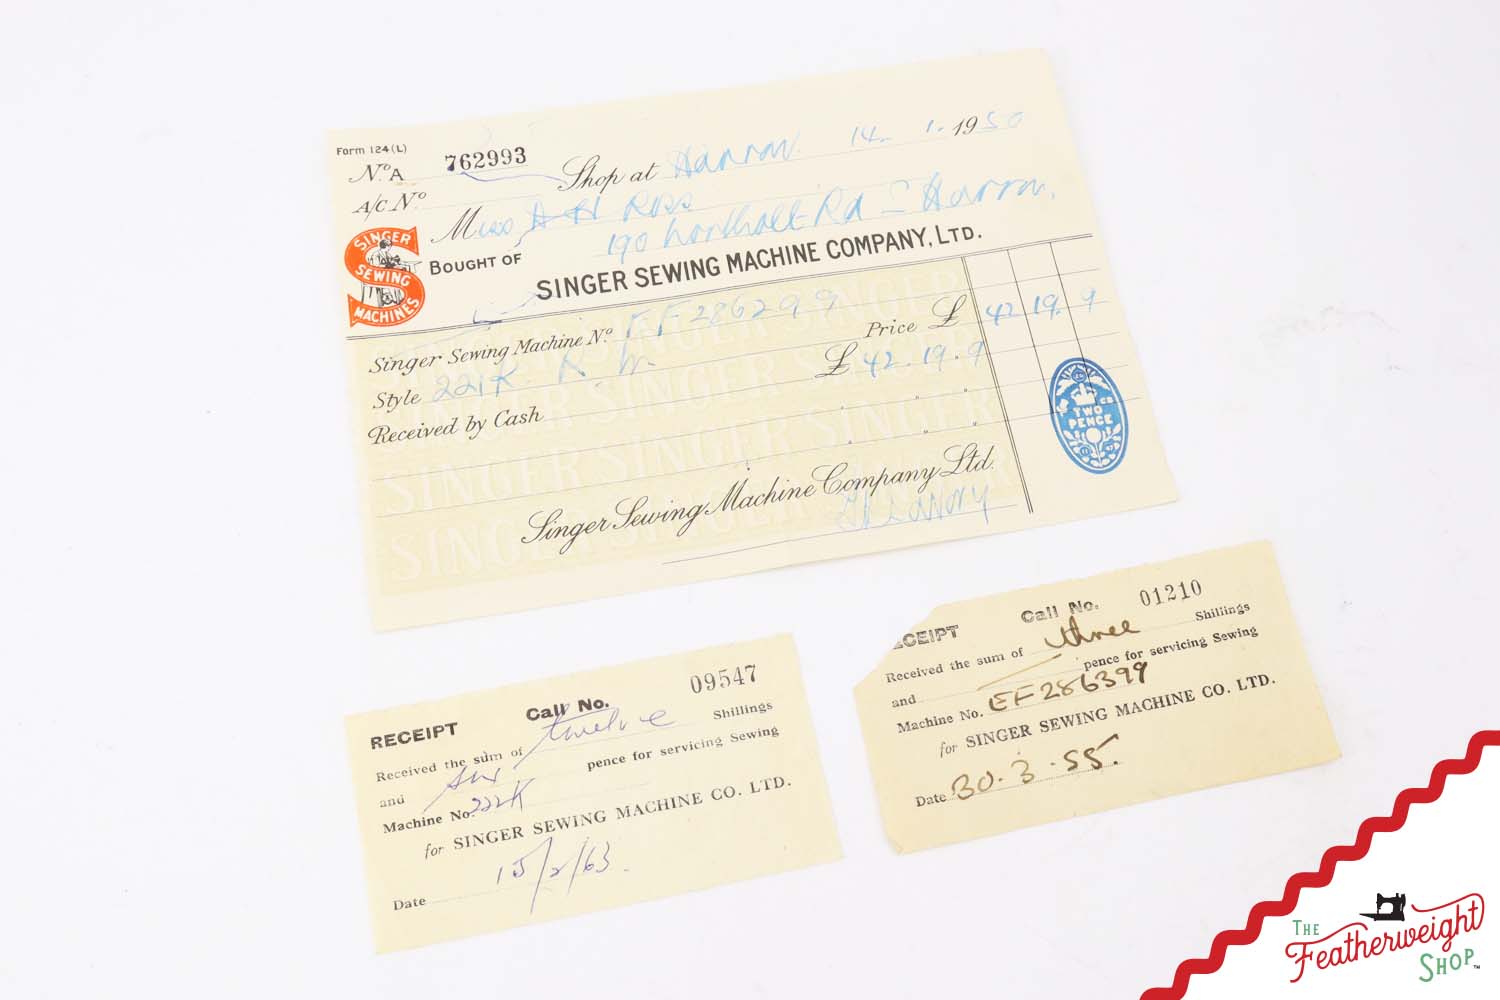 Form 124 (L)
No. A 762993 Shop at Harrow. 14. 1. 1950
A/C No.
Miss A H Ross
190 Northolt Rd S Harrow.
SINGER SEWING MACHINES
BOUGHT OF SINGER SEWING MACHINE COMPANY, LTD.
Singer Sewing Machine No. EF 286299 Price £ 42 19. 9
Style 221K £ 42. 19. 9
Received by Cash
TWO PENCE
Singer Sewing Machine Company Ltd.
RECEIPT Call No. 09547
Received the sum of twelve Shillings
and six pence for servicing Sewing
Machine No. 222K
for SINGER SEWING MACHINE CO. LTD.
Date 15/2/63.
ECEIPT Call No. 01210
Received the sum of three Shillings
and pence for servicing Sewing
Machine No. EF286399
for SINGER SEWING MACHINE CO. LTD.
Date 30.3.55.
THE
Featherweight
SHOP™